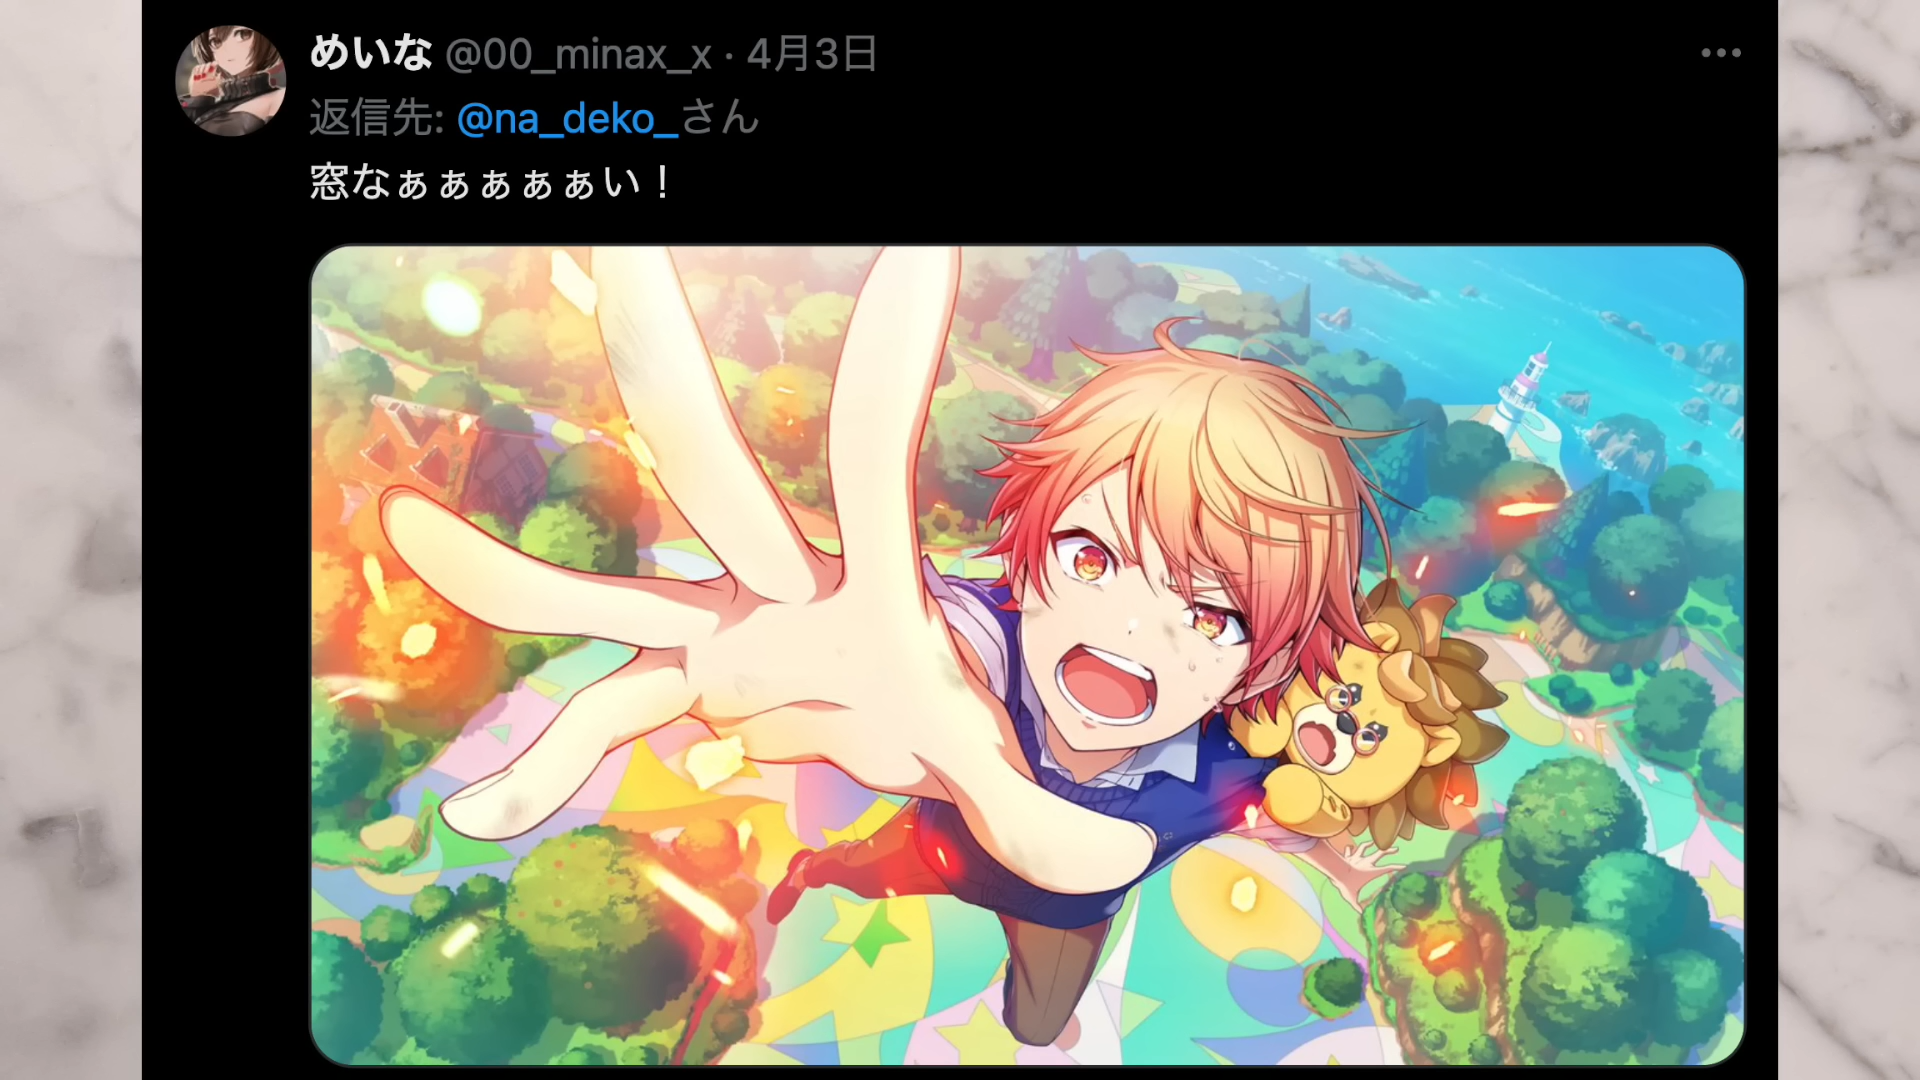 めいな @00_minax_x · 4月3日
返信先: @na_deko_さん
窓なぁぁぁぁぁい！